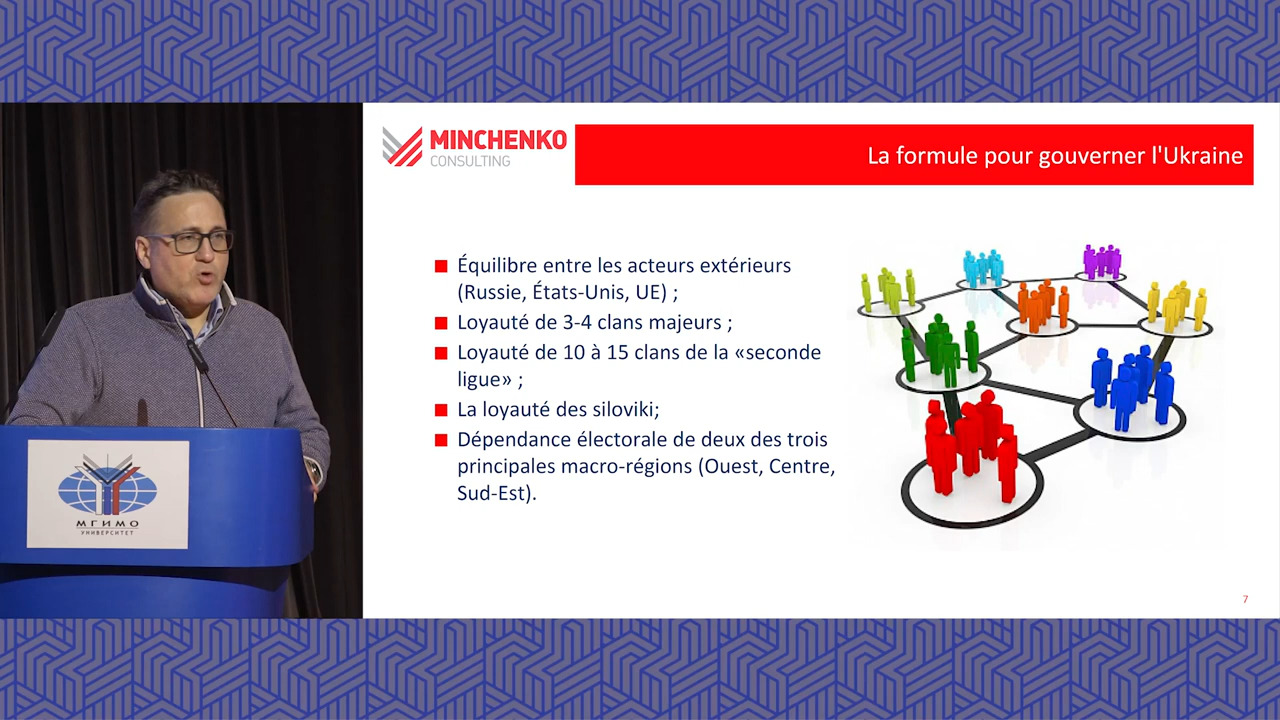 MINCHENKO
CONSULTING
La formule pour gouverner l'Ukraine
Équilibre entre les acteurs extérieurs
(Russie, États-Unis, UE) ;
Loyauté de 3-4 clans majeurs ;
Loyauté de 10 à 15 clans de la «seconde
ligue» ;
La loyauté des siloviki;
Dépendance électorale de deux des trois
principales macro-régions (Ouest, Centre,
Sud-Est).
7
МГИМО
УНИВЕРСИТЕТ